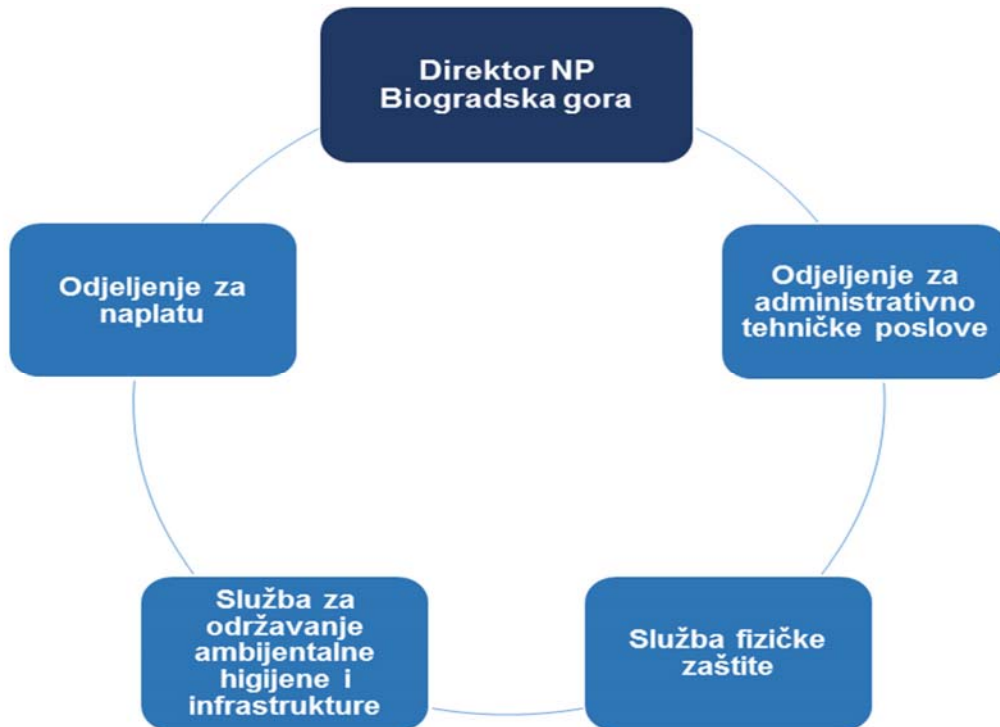 Direktor NP
Biogradska gora
Odjeljenje za
naplatu
Odjeljenje za
administrativno
tehničke poslove
Služba za
održavanje
ambijentalne
higijene i
infrastrukture
Služba fizičke
zaštite